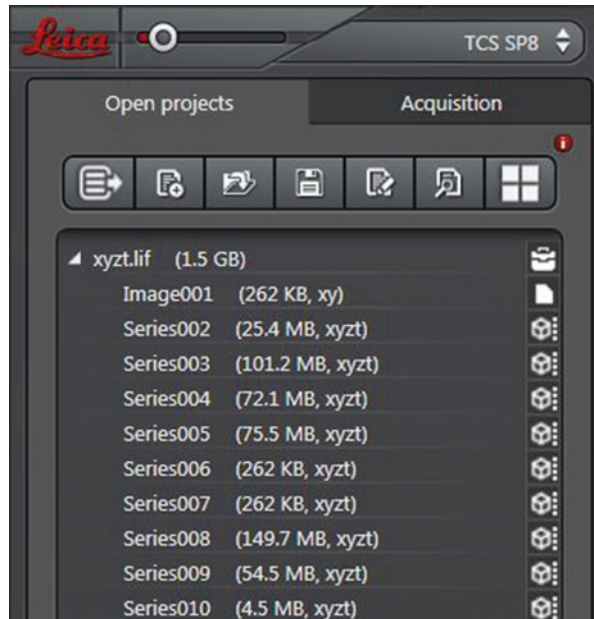 Leica
TCS SP8
Open projects
Acquisition
xyzt.lif (1.5 GB)
Image001 (262 KB, xy)
Series002 (25.4 MB, xyzt)
Series003 (101.2 MB, xyzt)
Series004 (72.1 MB, xyzt)
Series005 (75.5 MB, xyzt)
Series006 (262 KB, xyzt)
Series007 (262 KB, xyzt)
Series008 (149.7 MB, xyzt)
Series009 (54.5 MB, xyzt)
Series010 (4.5 MB, xyzt)